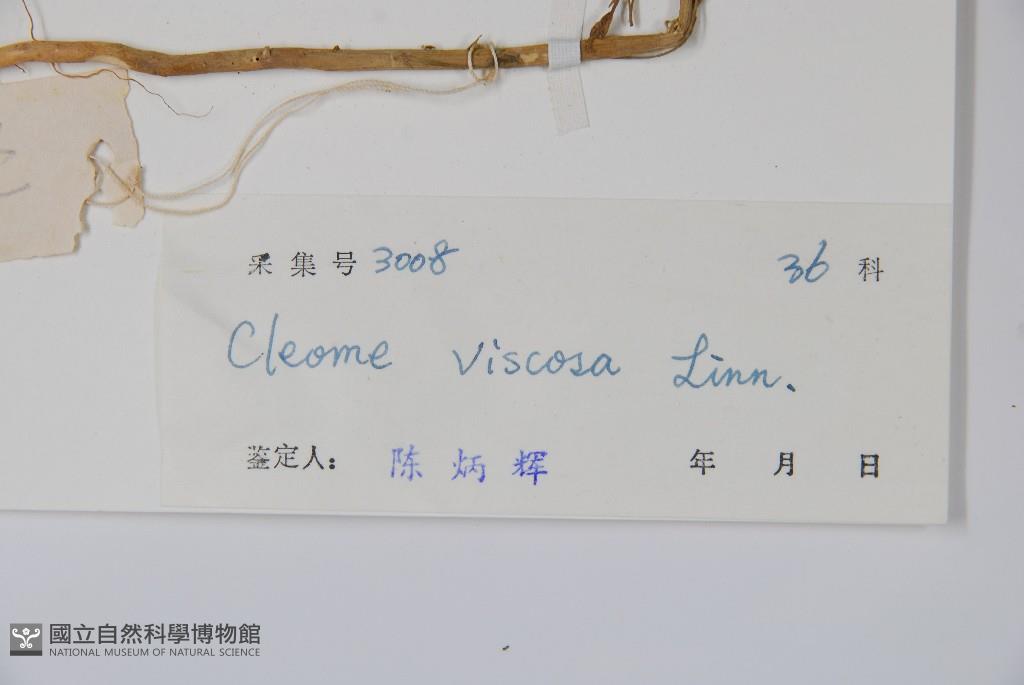 采集号 3008 36 科
Cleome viscosa Linn.
鉴定人： 陈炳辉 年 月 日
國立自然科學博物館
NATIONAL MUSEUM OF NATURAL SCIENCE